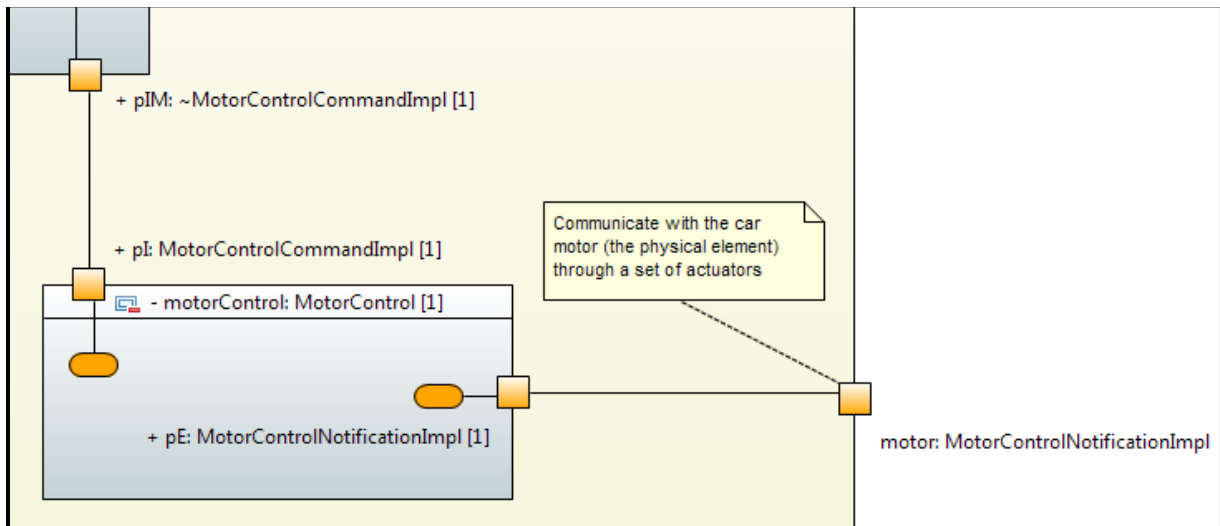 + pIM: ~MotorControlCommandImpl [1]
+ pI: MotorControlCommandImpl [1]
Communicate with the car
motor (the physical element)
through a set of actuators
- motorControl: MotorControl [1]
+ pE: MotorControlNotificationImpl [1]
motor: MotorControlNotificationImpl